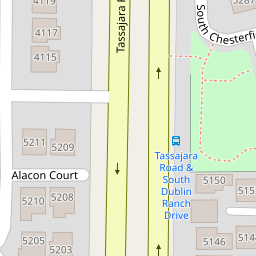 4119
4117
4115
Tassajara R
South Chesterfi
5287
5211
5209
Alacon Court
5210
5208
5205
5203
Tassajara
Road &
South
Dublin
Ranch
Drive
5150
515
5146
514